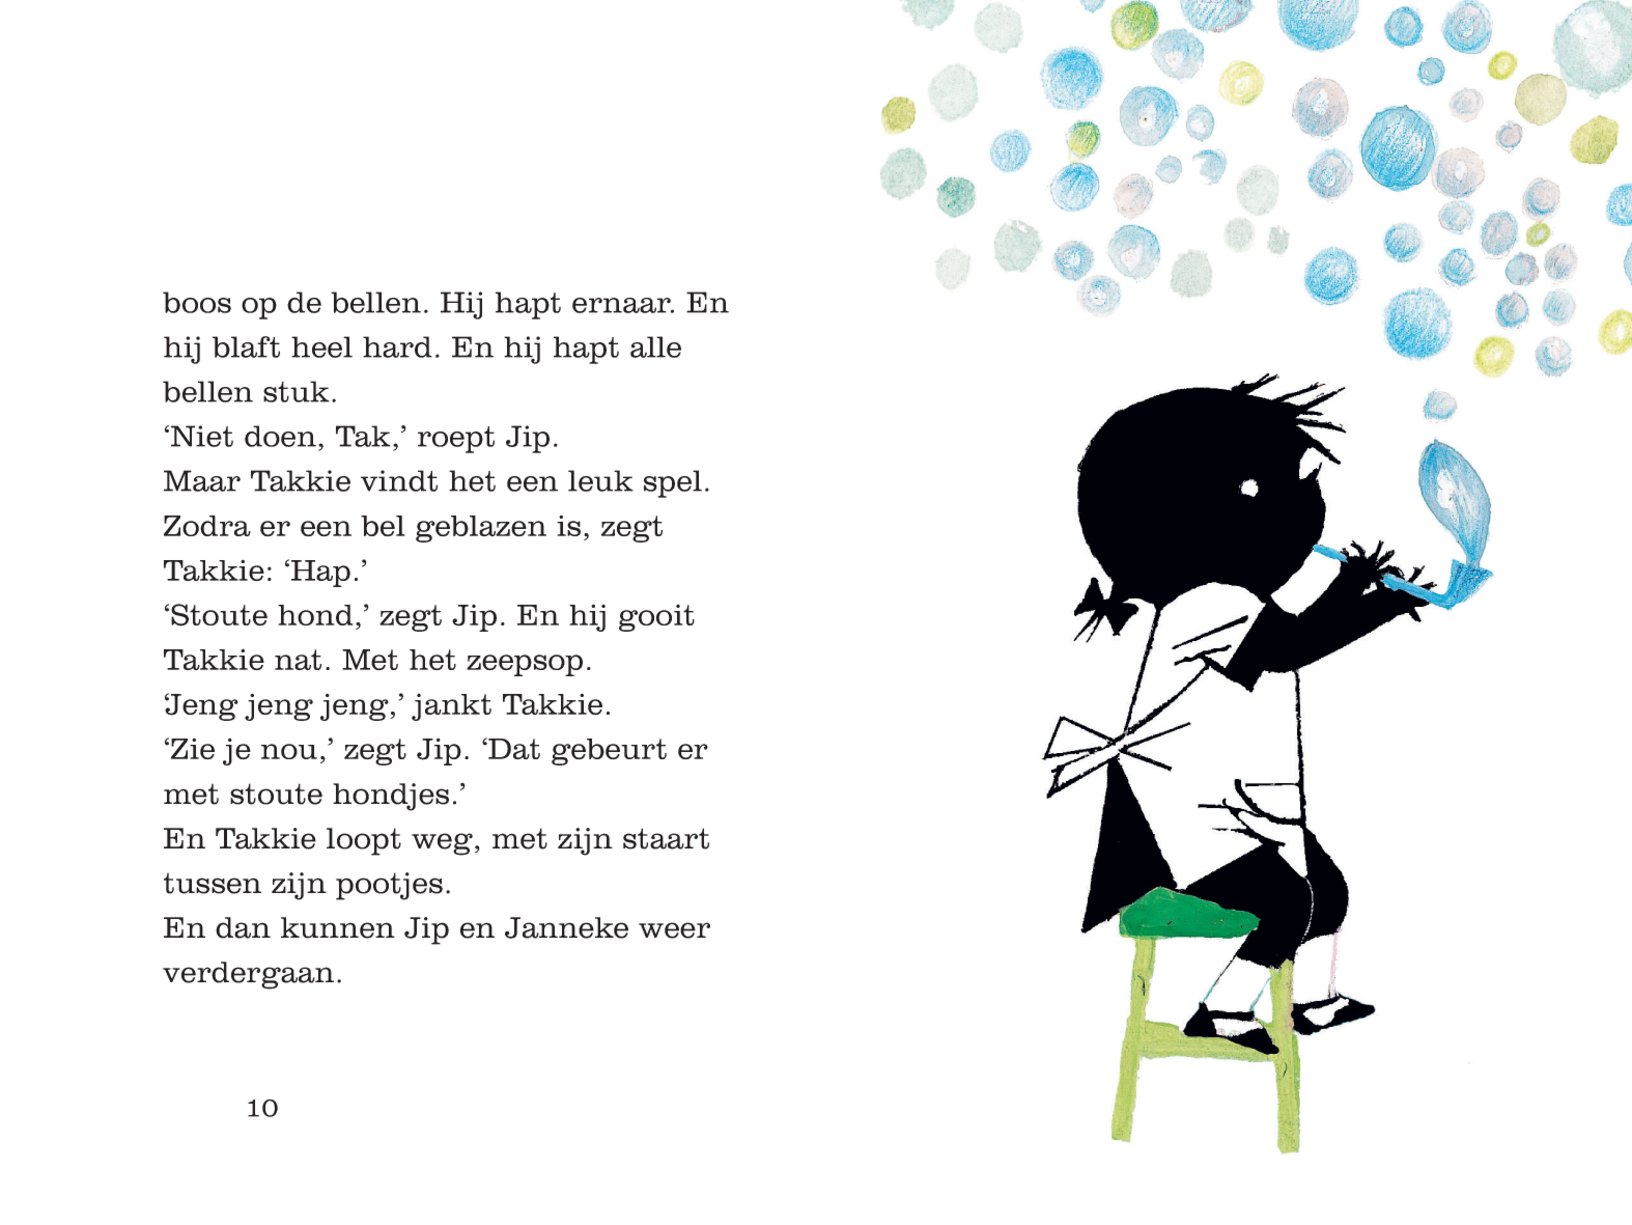 boos op de bellen. Hij hapt ernaar. En
hij blaft heel hard. En hij hapt alle
bellen stuk.
‘Niet doen, Tak,’ roept Jip.
Maar Takkie vindt het een leuk spel.
Zodra er een bel geblazen is, zegt
Takkie: ‘Hap.’
‘Stoute hond,’ zegt Jip. En hij gooit
Takkie nat. Met het zeepsop.
‘Jeng jeng jeng,’ jankt Takkie.
‘Zie je nou,’ zegt Jip. ‘Dat gebeurt er
met stoute hondjes.’
En Takkie loopt weg, met zijn staart
tussen zijn pootjes.
En dan kunnen Jip en Janneke weer
verdergaan.
10